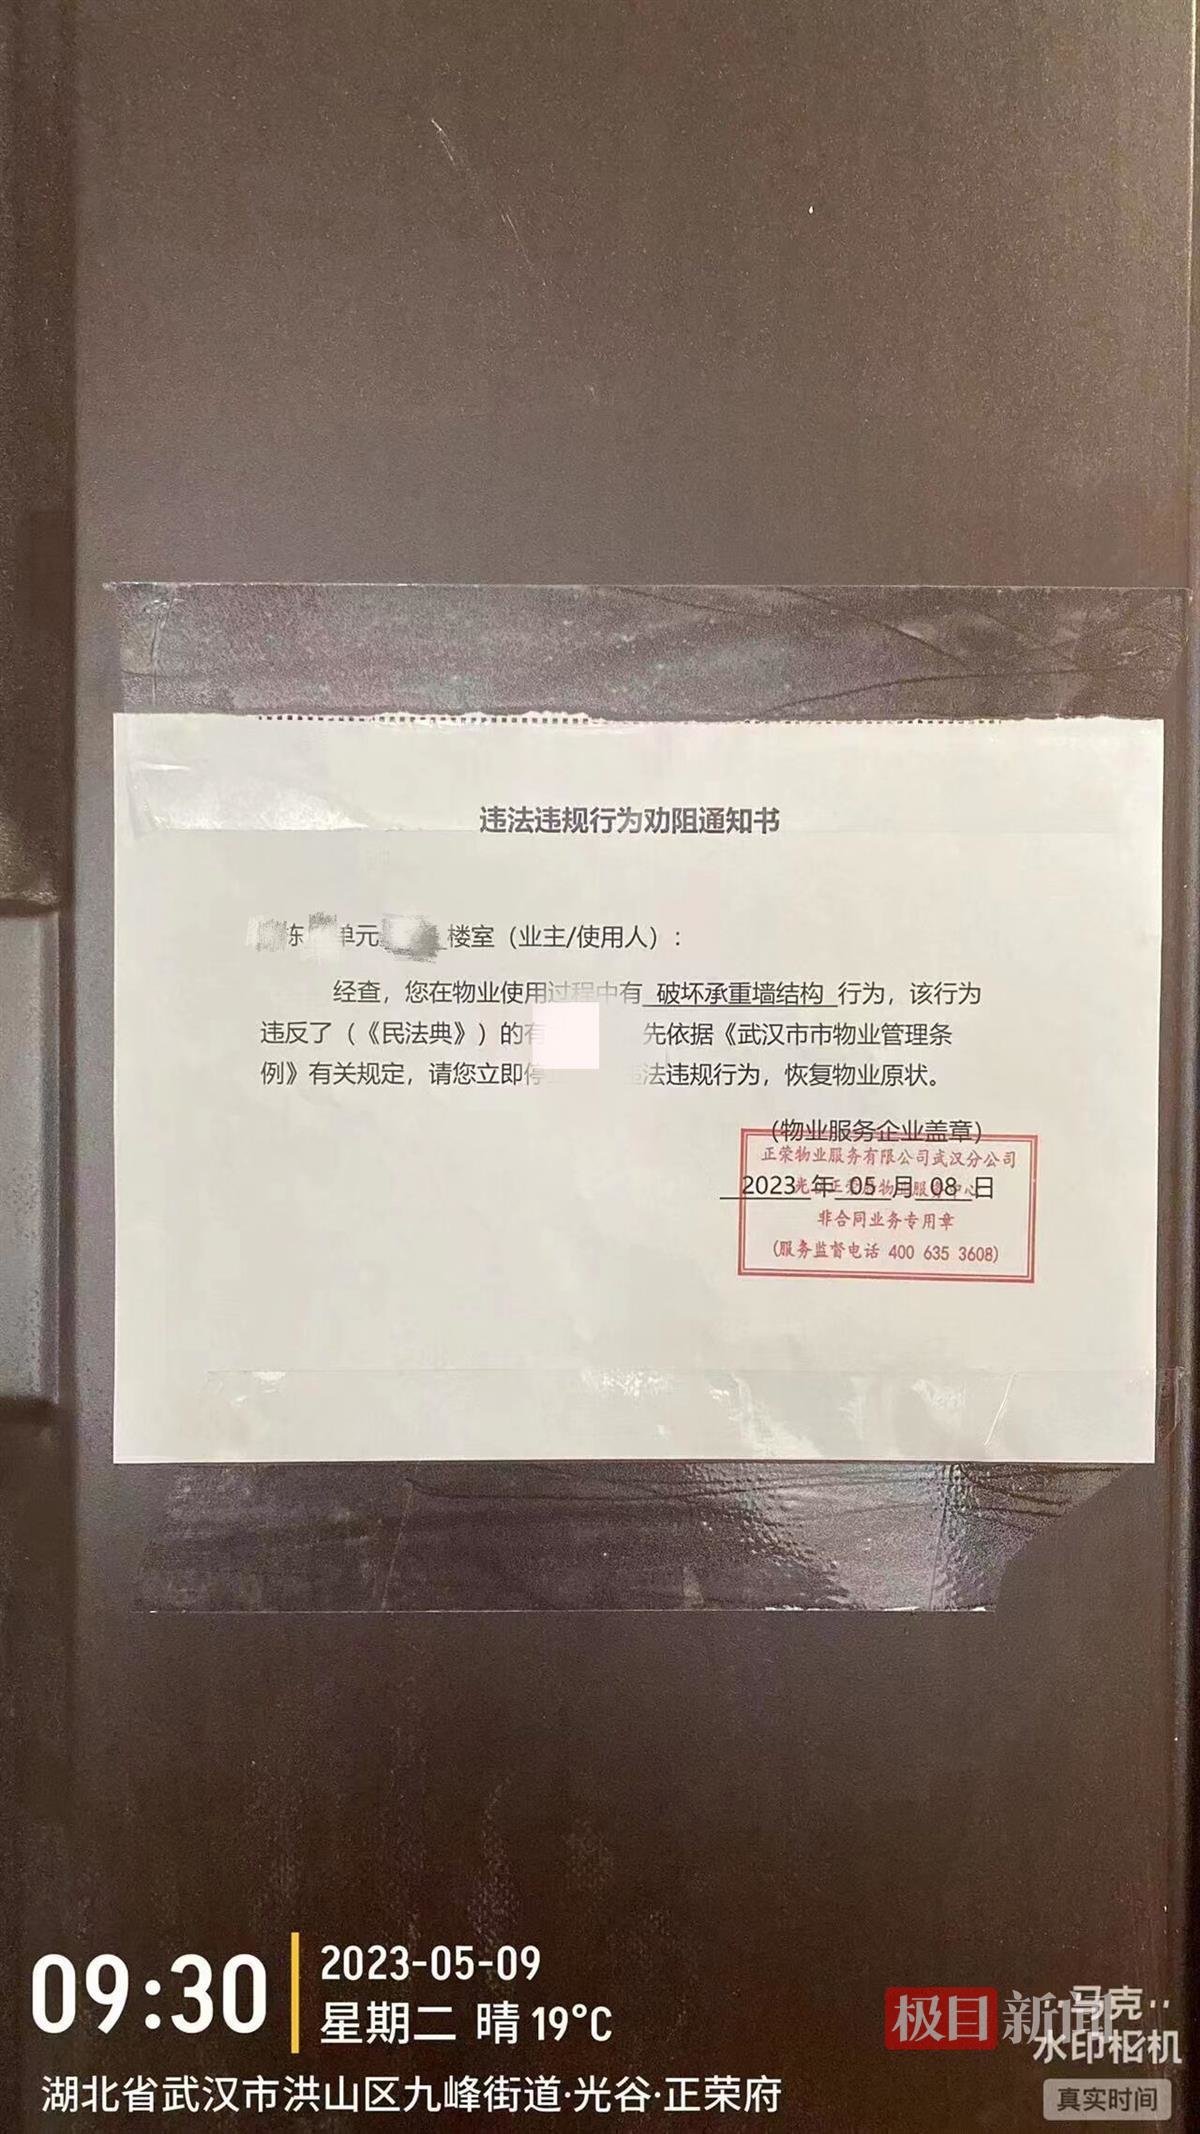 违法违规行为劝阻通知书
栋 单元 楼室（业主/使用人）：
经查，您在物业使用过程中有 破坏承重墙结构 行为，该行为
违反了（《民法典》）的有 先依据《武汉市市物业管理条
例》有关规定，请您立即停 违法违规行为，恢复物业原状。
（物业服务企业盖章）
正荣物业服务有限公司武汉分公司
2023 年 05 月 08 日
非合同业务专用章
(服务监督电话 400 635 3608)
09:30
2023-05-09
星期二 晴 19°C
湖北省武汉市洪山区九峰街道·光谷·正荣府
极目新闻
马克
水印相机
真实时间